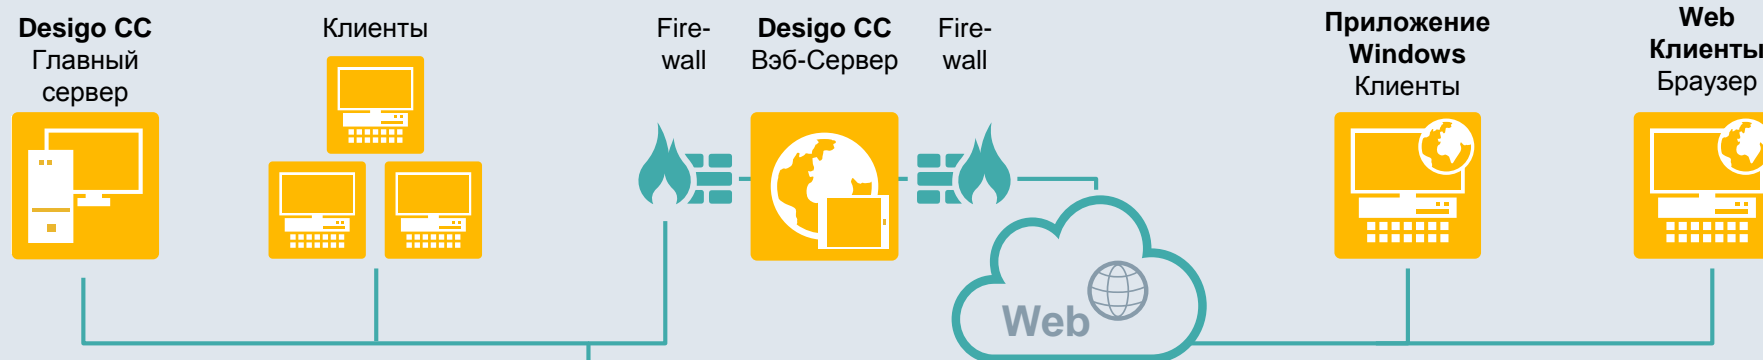 Desigo CC
Главный
сервер
Клиенты
Fire-
wall
Desigo CC
Вэб-Сервер
Fire-
wall
Приложение
Windows
Клиенты
Web
Клиенты
Браузер
Web